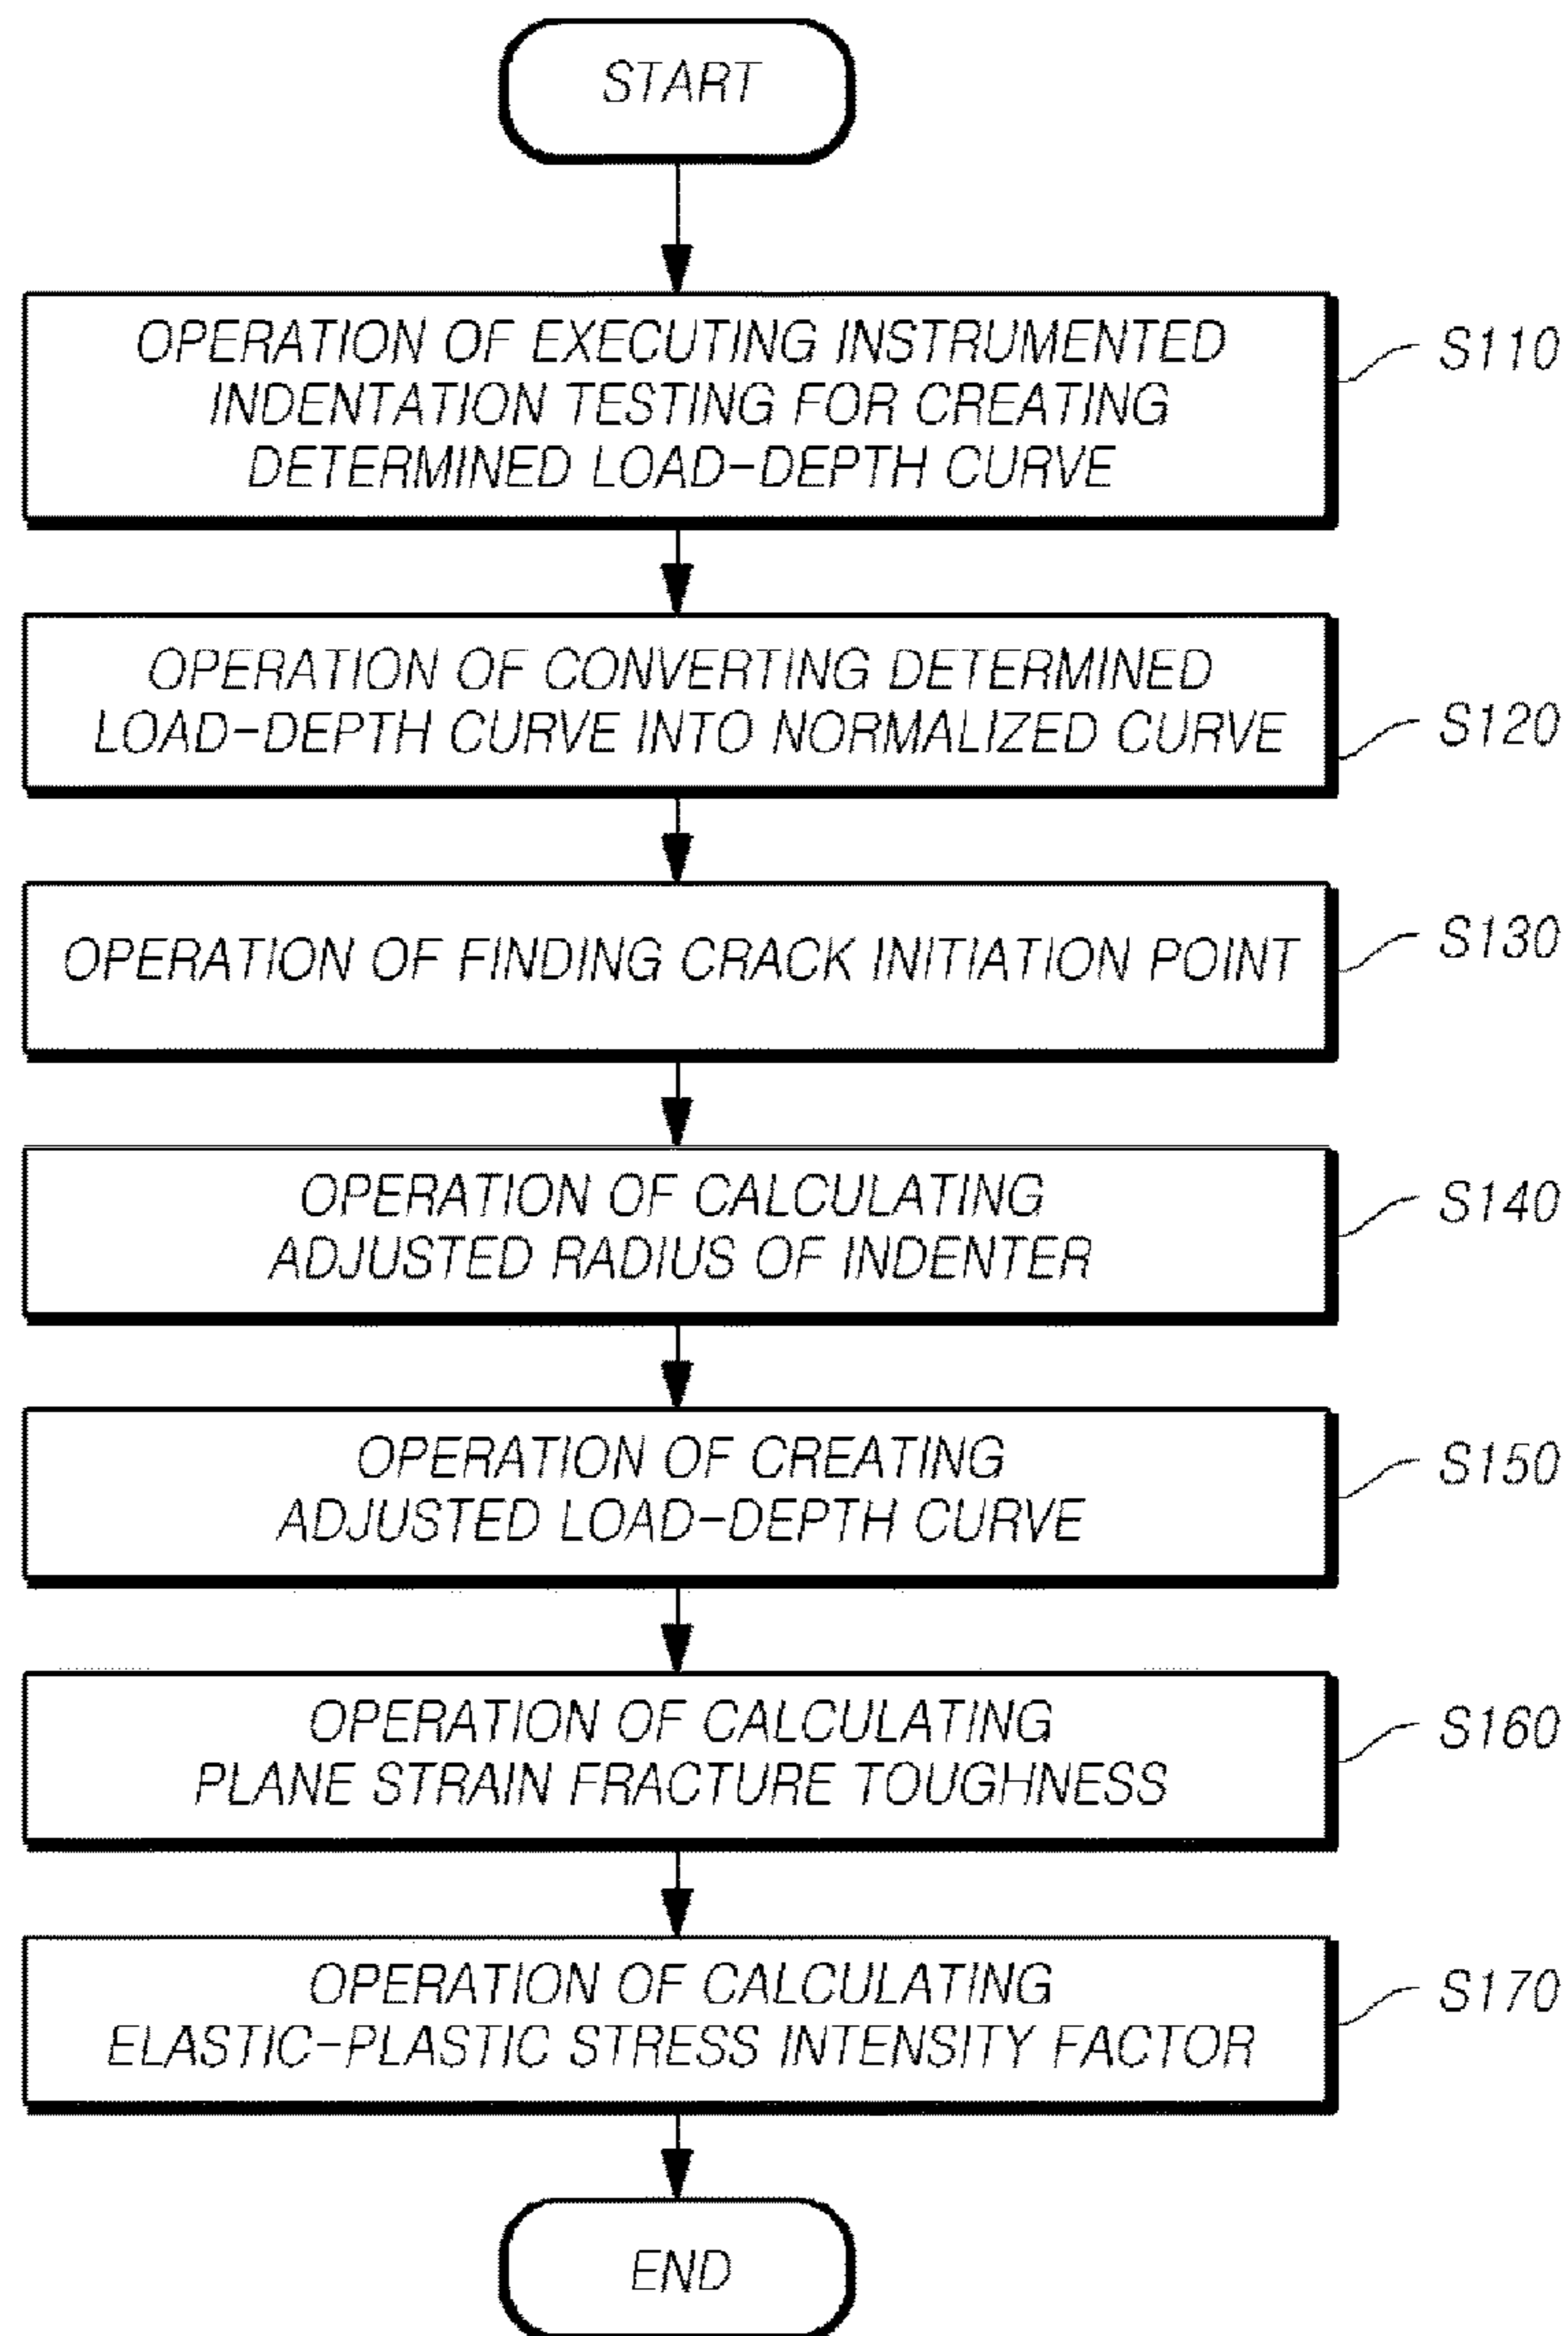 START
OPERATION OF EXECUTING INSTRUMENTED
INDENTATION TESTING FOR CREATING
DETERMINED LOAD-DEPTH CURVE
S110
OPERATION OF CONVERTING DETERMINED
LOAD-DEPTH CURVE INTO NORMALIZED CURVE
S120
OPERATION OF FINDING CRACK INITIATION POINT
S130
OPERATION OF CALCULATING
ADJUSTED RADIUS OF INDENTER
S140
OPERATION OF CREATING
ADJUSTED LOAD-DEPTH CURVE
S150
OPERATION OF CALCULATING
PLANE STRAIN FRACTURE TOUGHNESS
S160
OPERATION OF CALCULATING
ELASTIC-PLASTIC STRESS INTENSITY FACTOR
S170
END